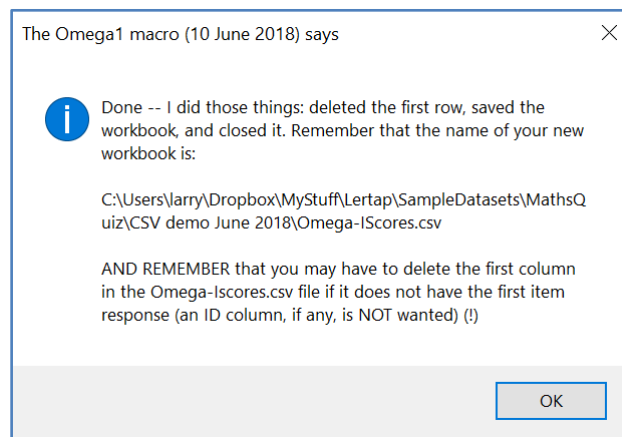 The Omega1 macro (10 June 2018) says
Done -- I did those things: deleted the first row, saved the
workbook, and closed it. Remember that the name of your new
workbook is:
C:\Users\larry\Dropbox\MyStuff\Lertap\SampleDatasets\MathsQ
uiz\CSV demo June 2018\Omega-IScores.csv
AND REMEMBER that you may have to delete the first column
in the Omega-Iscores.csv file if it does not have the first item
response (an ID column, if any, is NOT wanted) (!)
OK